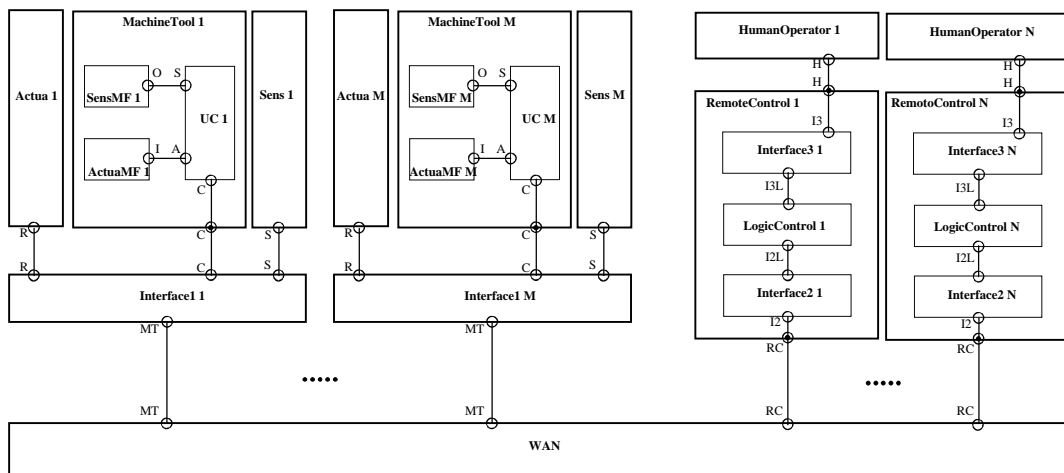 MachineTool 1
MachineTool M
HumanOperator 1
HumanOperator N
O S
O S
H
H
H
H
Actua 1
SensMF 1
UC 1
Sens 1
Actua M
SensMF M
UC M
Sens M
RemoteControl 1
RemotoControl N
I3
I3
I A
I A
ActuaMF 1
ActuaMF M
Interface3 1
Interface3 N
C
C
I3L
I3L
LogicControl 1
LogicControl N
R
C
S
R
C
S
I2L
I2L
R
C
S
R
C
S
Interface1 1
Interface1 M
Interface2 1
Interface2 N
I2
I2
MT
MT
RC
RC
MT
MT
RC
RC
WAN